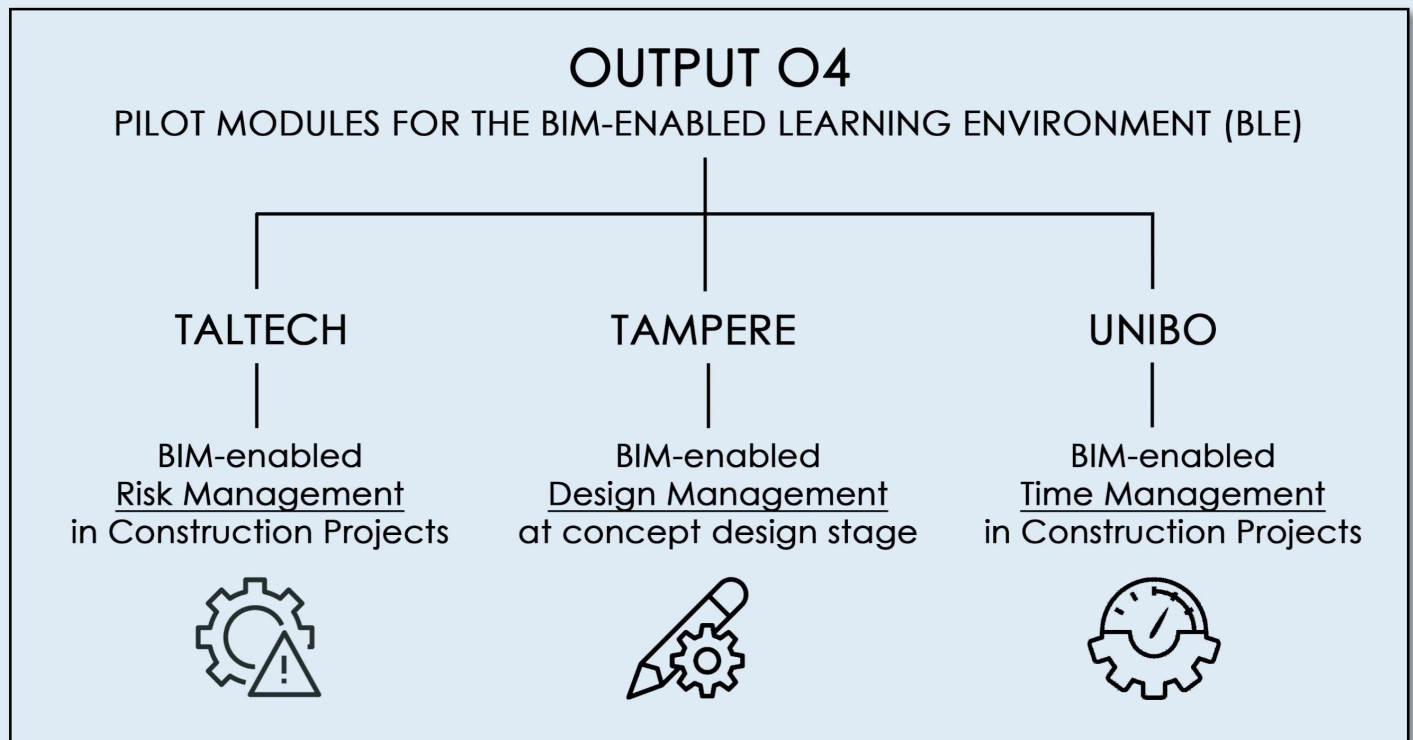 OUTPUT O4
PILOT MODULES FOR THE BIM-ENABLED LEARNING ENVIRONMENT (BLE)
TALTECH
BIM-enabled
Risk Management
in Construction Projects
TAMPERE
BIM-enabled
Design Management
at concept design stage
UNIBO
BIM-enabled
Time Management
in Construction Projects
!